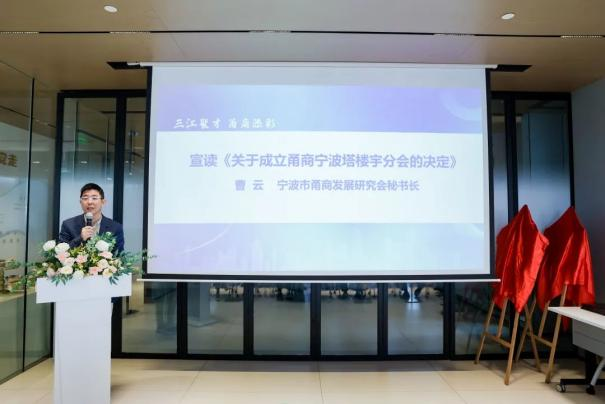 三江聚才 甬商添彩
宣读《关于成立甬商宁波塔楼宇分会的决定》
曹 云 宁波市甬商发展研究会秘书长